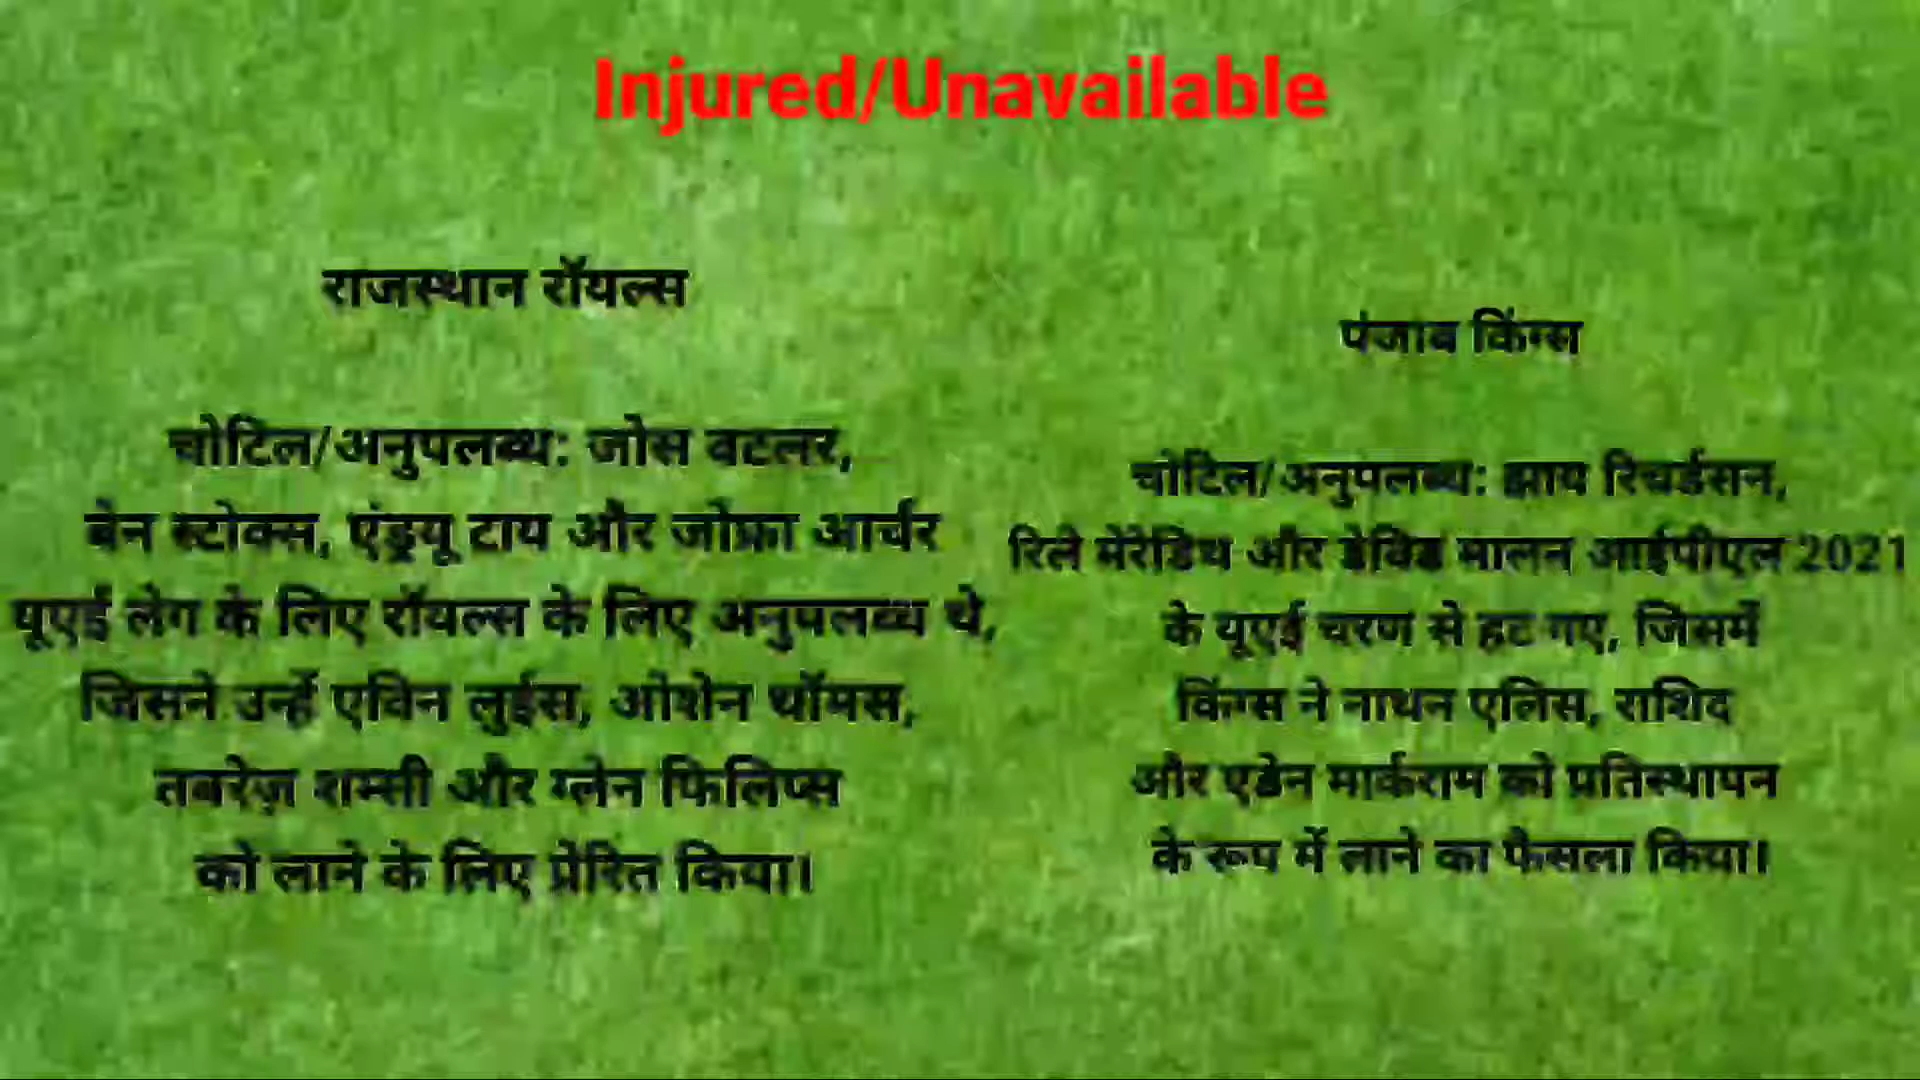 Injured/Unavailable
राजस्थान रॉयल्स
चोटिल/अनुपलब्ध: जोस बटलर,
बेन स्टोक्स, एंड्रयू टाय और जोफ्रा आर्चर
यूएई लेग के लिए रॉयल्स के लिए अनुपलब्ध थे,
जिसने उन्हें एविन लुईस, ओशेन थॉमस,
तबरेज़ शम्सी और ग्लेन फिलिप्स
को लाने के लिए प्रेरित किया।
पंजाब किंग्स
चोटिल/अनुपलब्ध: झाय रिचर्डसन,
रिले मेरेडिथ और डेविड मालन आईपीएल 2021
के यूएई चरण से हट गए, जिसमें
किंग्स ने नाथन एलिस, राशिद
और एडेन मार्कराम को प्रतिस्थापन
के रूप में लाने का फैसला किया।